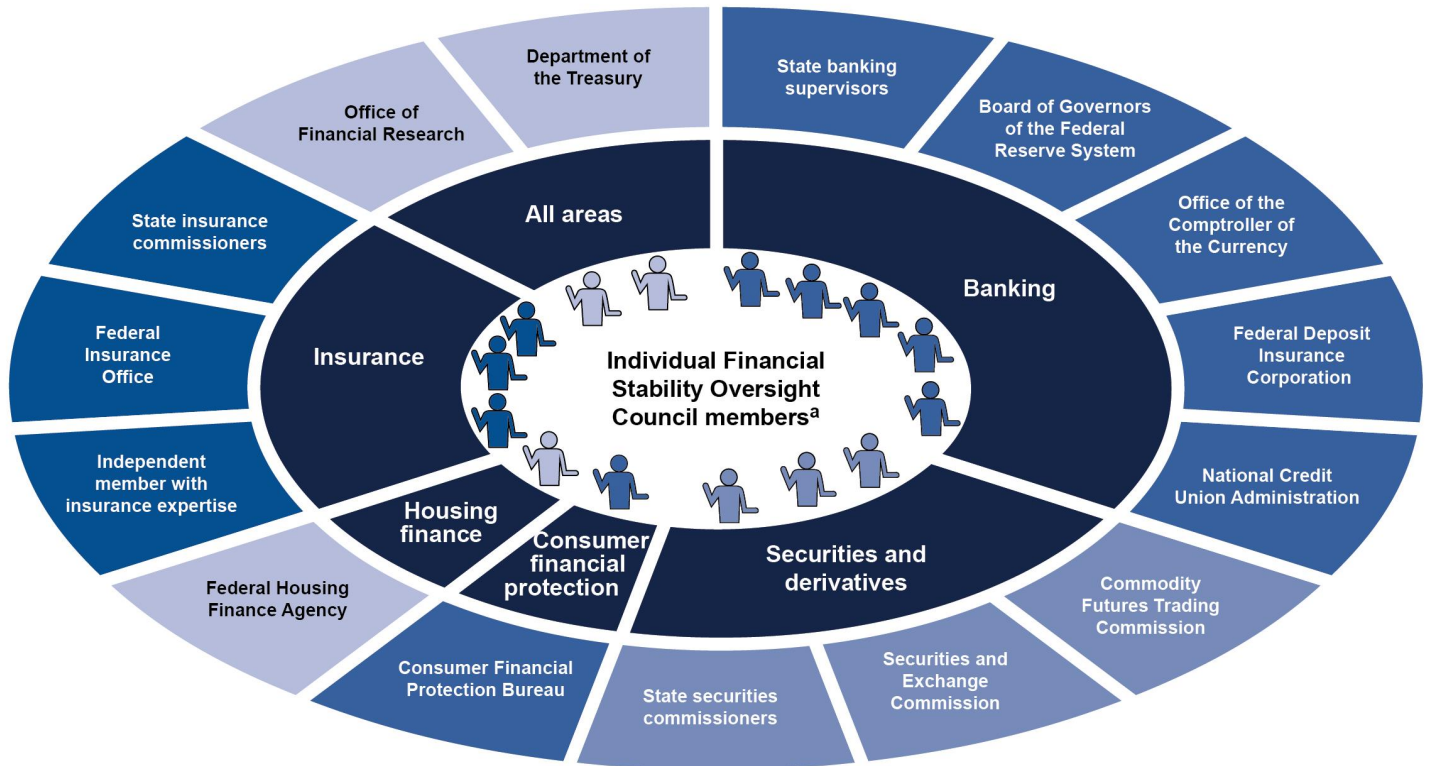 Department of
the Treasury
State banking
supervisors
Board of Governors
of the Federal
Reserve System
Office of the
Comptroller of
the Currency
Federal Deposit
Insurance
Corporation
National Credit
Union Administration
Commodity
Futures Trading
Commission
Securities and
Exchange
Commission
State securities
commissioners
Consumer Financial
Protection Bureau
Federal Housing
Finance Agency
Independent
member with
insurance expertise
Federal
Insurance
Office
State insurance
commissioners
Office of
Financial Research
All areas
Banking
Securities and
derivatives
Consumer
financial
protection
Housing
finance
Insurance
Individual Financial
Stability Oversight
Council membersᵃ